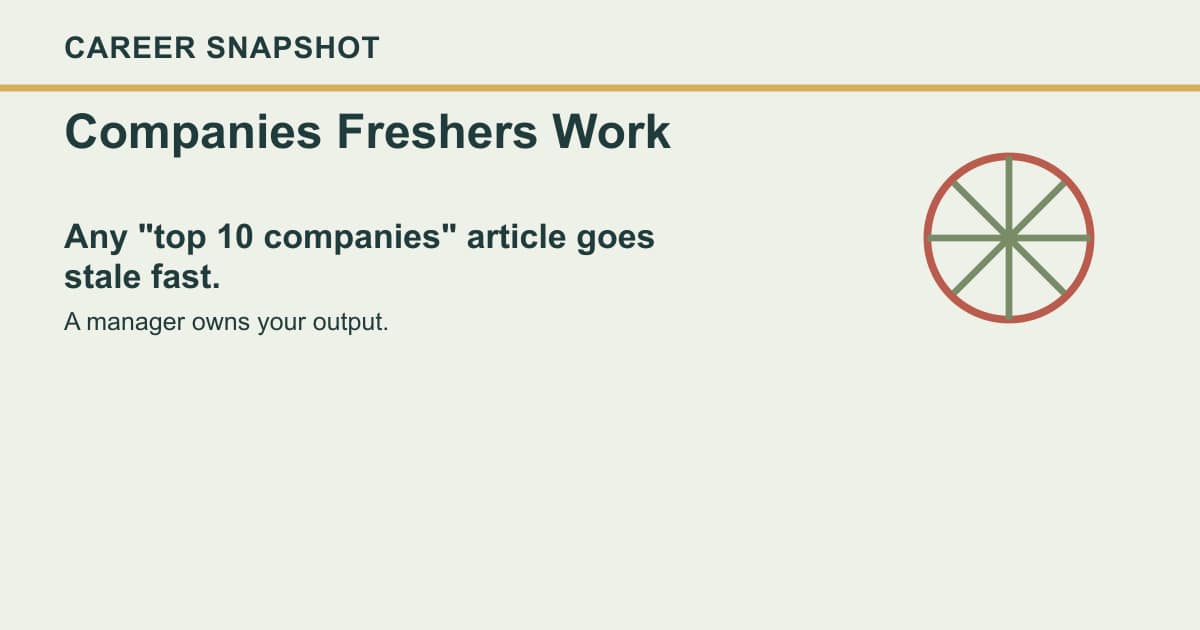 CAREER SNAPSHOT
Companies Freshers Work
Any "top 10 companies" article goes
stale fast.
A manager owns your output.